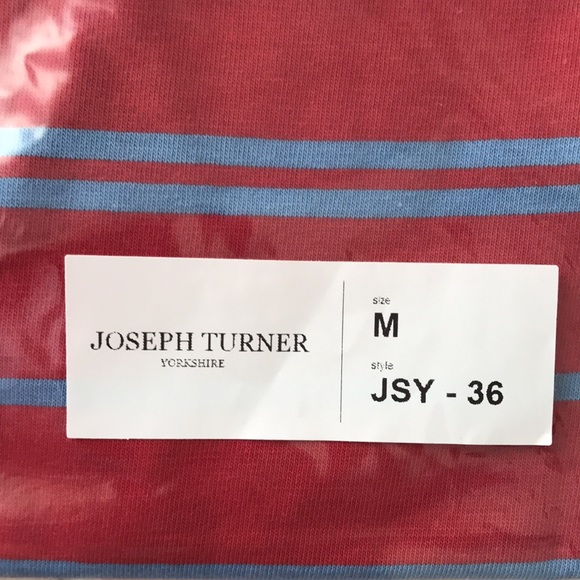 JOSEPH TURNER
YORKSHIRE
size
M
style
JSY - 36